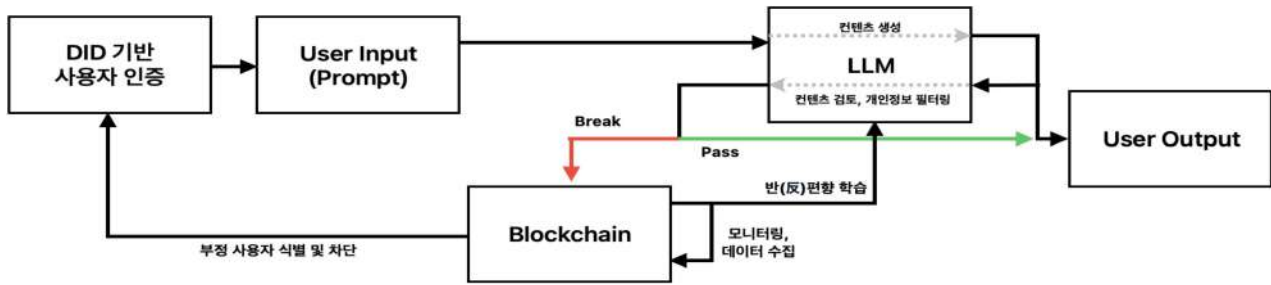 DID 기반
사용자 인증
User Input
(Prompt)
컨텐츠 생성
LLM
컨텐츠 검토, 개인정보 필터링
User Output
Break
Pass
반(反)편향 학습
Blockchain
모니터링,
데이터 수집
부정 사용자 식별 및 차단